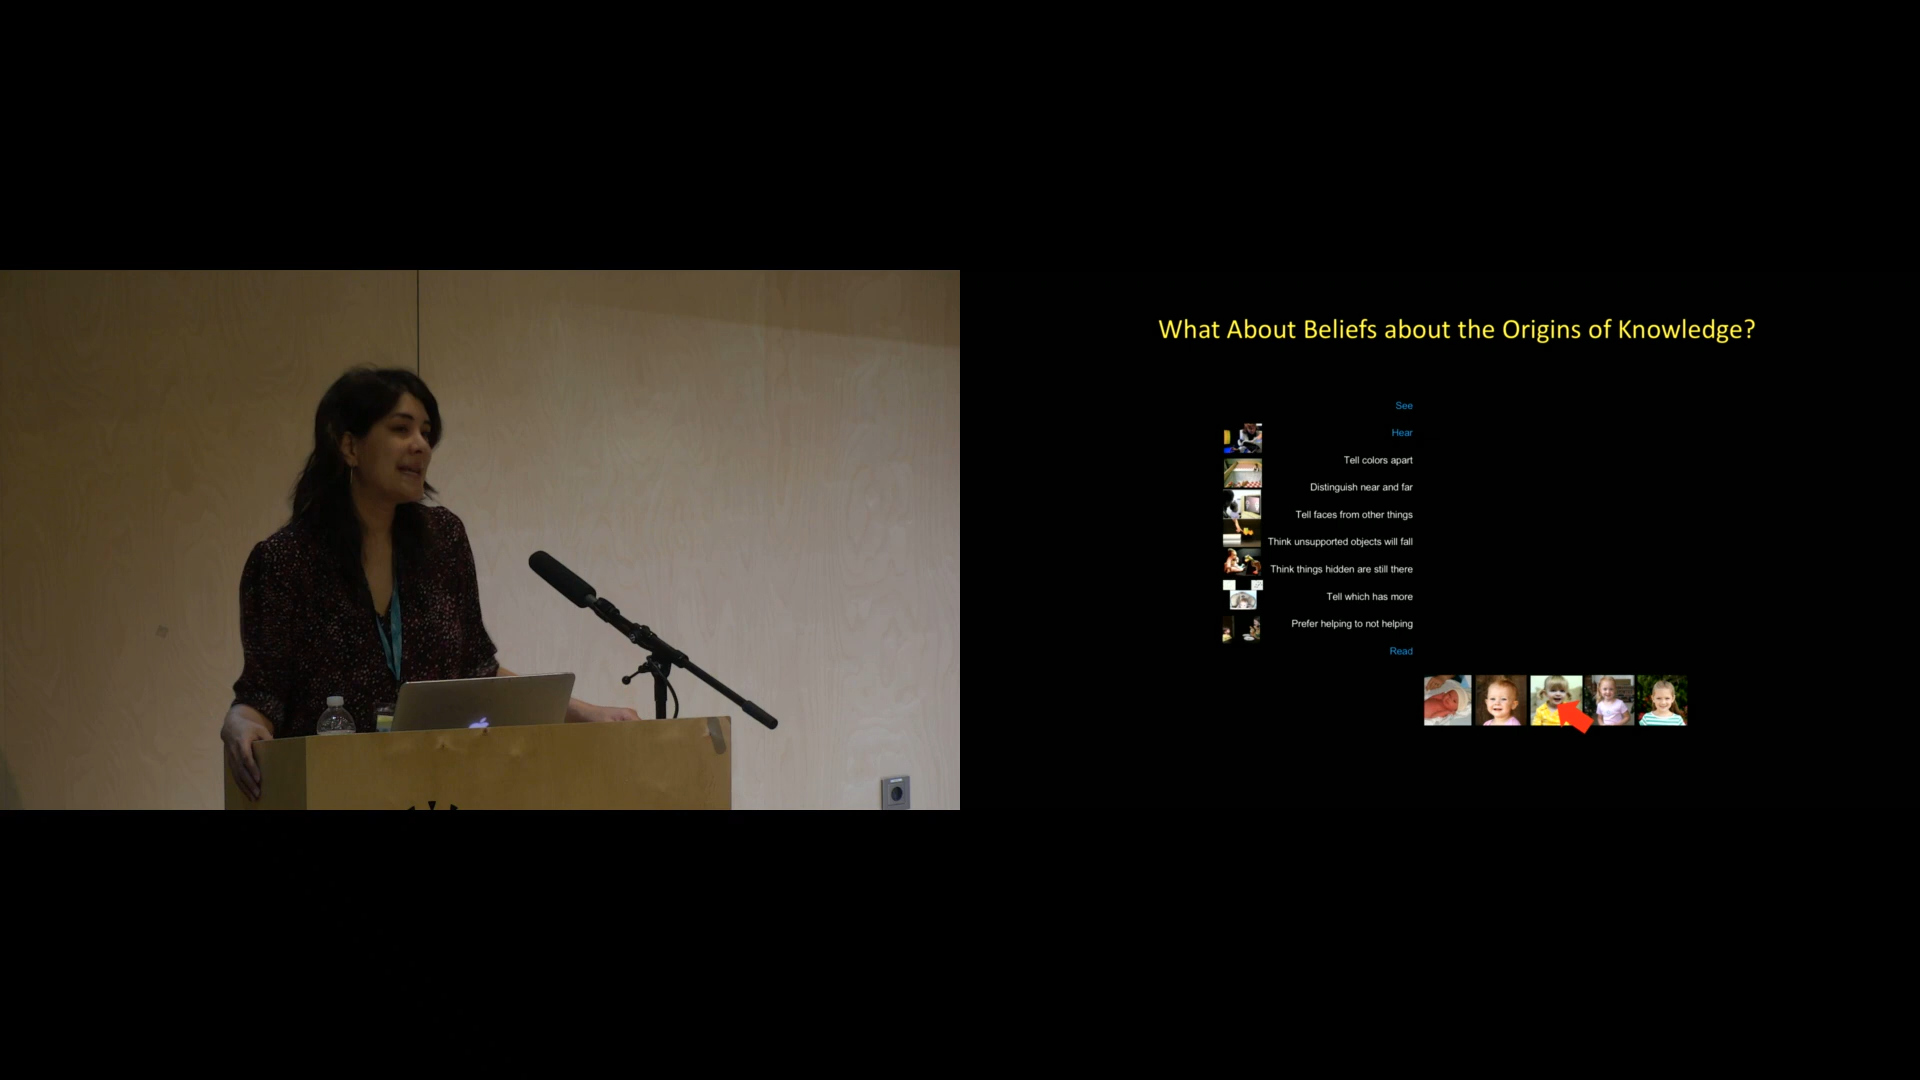 What About Beliefs about the Origins of Knowledge?
See
Hear
Tell colors apart
Distinguish near and far
Tell faces from other things
Think unsupported objects will fall
Think things hidden are still there
Tell which has more
Prefer helping to not helping
Read